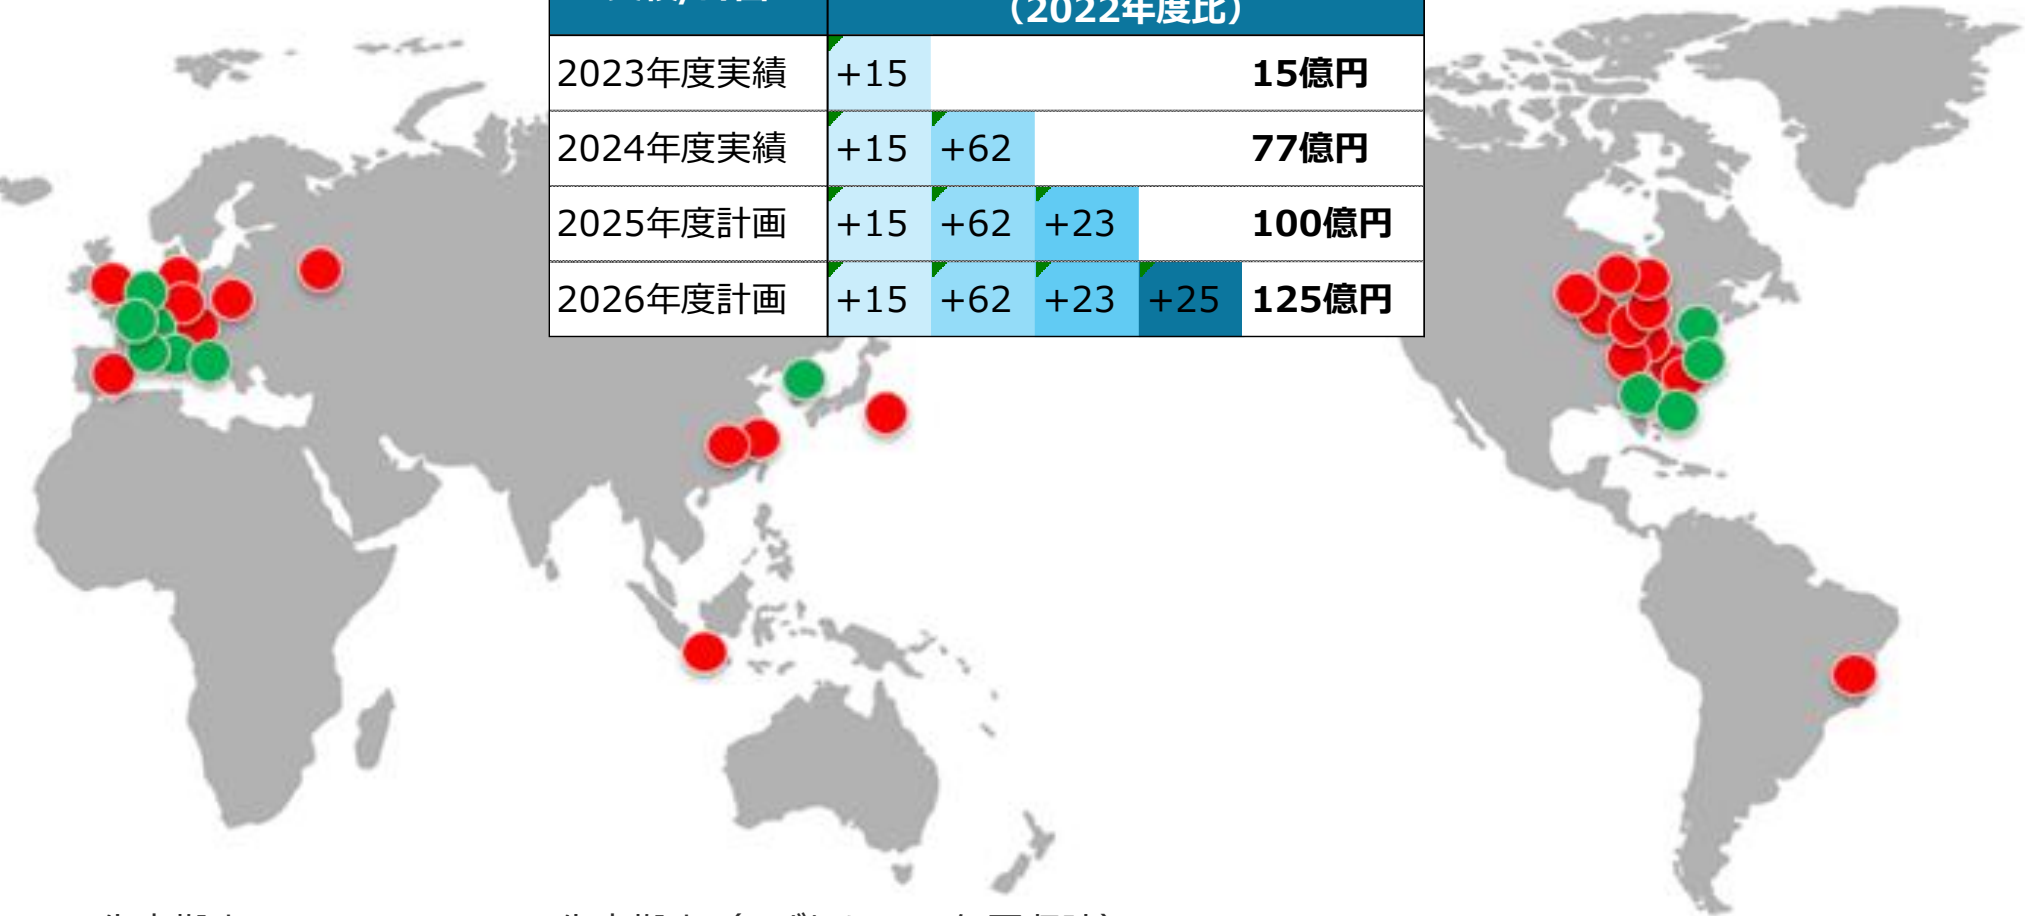 （2022年度比）
2023年度実績 +15 15億円
2024年度実績 +15 +62 77億円
2025年度計画 +15 +62 +23 100億円
2026年度計画 +15 +62 +23 +25 125億円